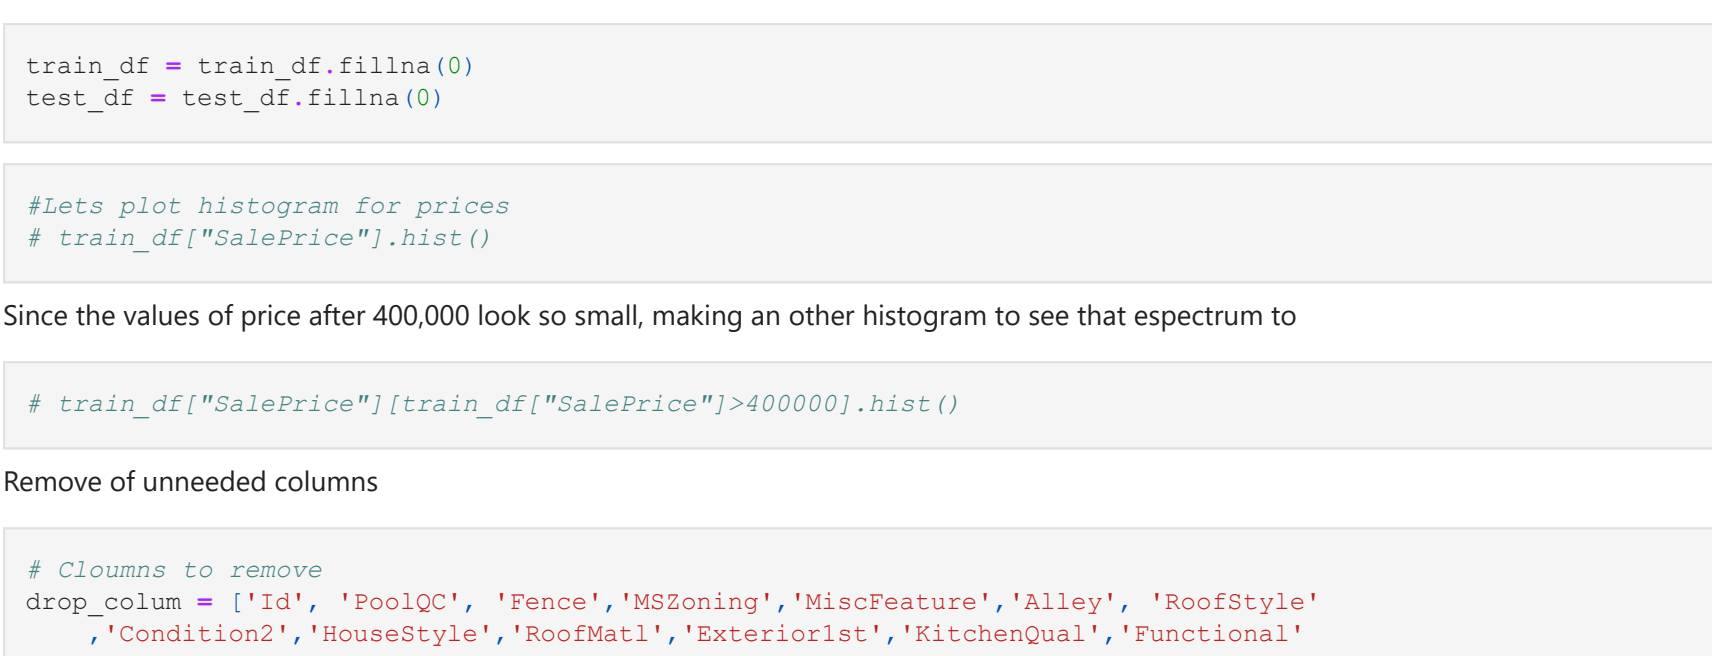 train_df = train_df.fillna(0)
test_df = test_df.fillna(0)
#Lets plot histogram for prices
# train_df["SalePrice"].hist()
Since the values of price after 400,000 look so small, making an other histogram to see that espectrum to
# train_df["SalePrice"][train_df["SalePrice"]>400000].hist()
Remove of unneeded columns
# Cloumns to remove
drop_colum = ['Id', 'PoolQC', 'Fence','MSZoning','MiscFeature','Alley', 'RoofStyle'
,'Condition2','HouseStyle','RoofMatl','Exterior1st','KitchenQual','Functional'